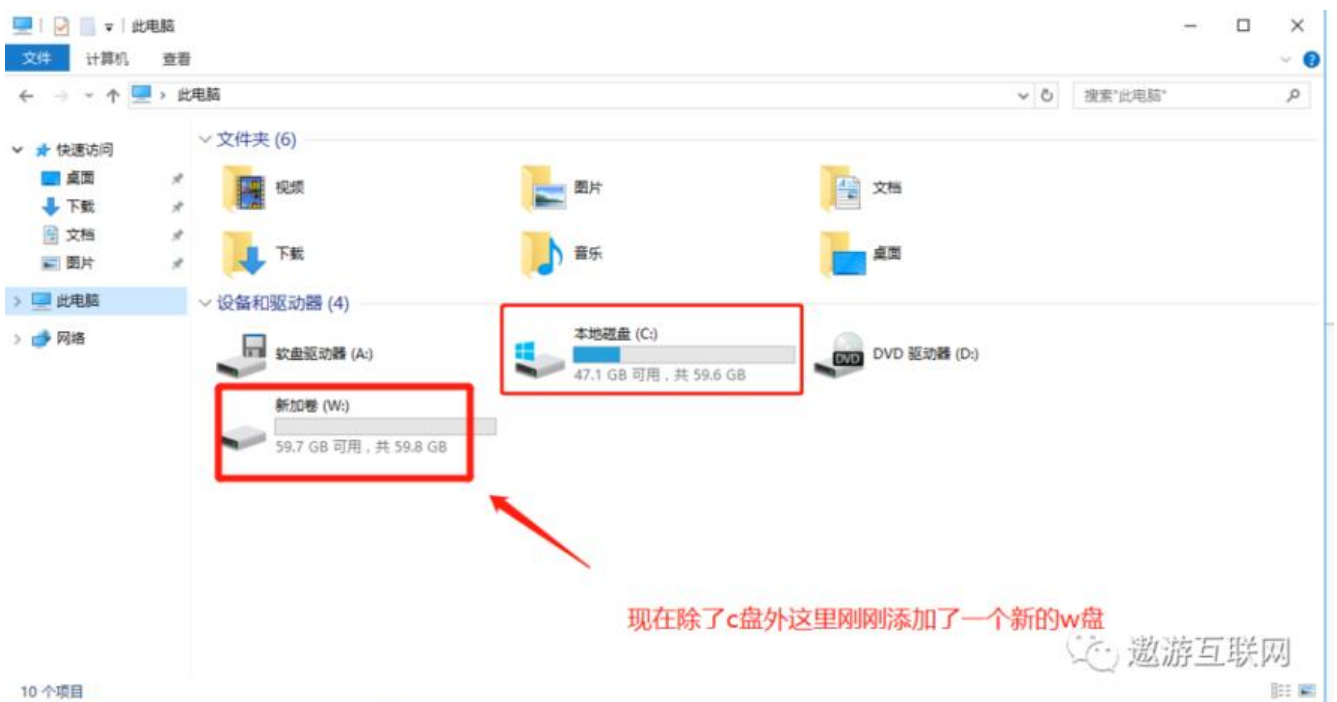 此电脑
文件 计算机 查看
此电脑 搜索"此电脑"
快速访问
桌面
下载
文档
图片
此电脑
网络
文件夹 (6)
视频 图片 文档
下载 音乐 桌面
设备和驱动器 (4)
软盘驱动器 (A:)
本地磁盘 (C:)
47.1 GB 可用，共 59.6 GB
DVD
DVD 驱动器 (D:)
新加卷 (W:)
59.7 GB 可用，共 59.8 GB
现在除了c盘外这里刚刚添加了一个新的w盘
遨游互联网
10 个项目